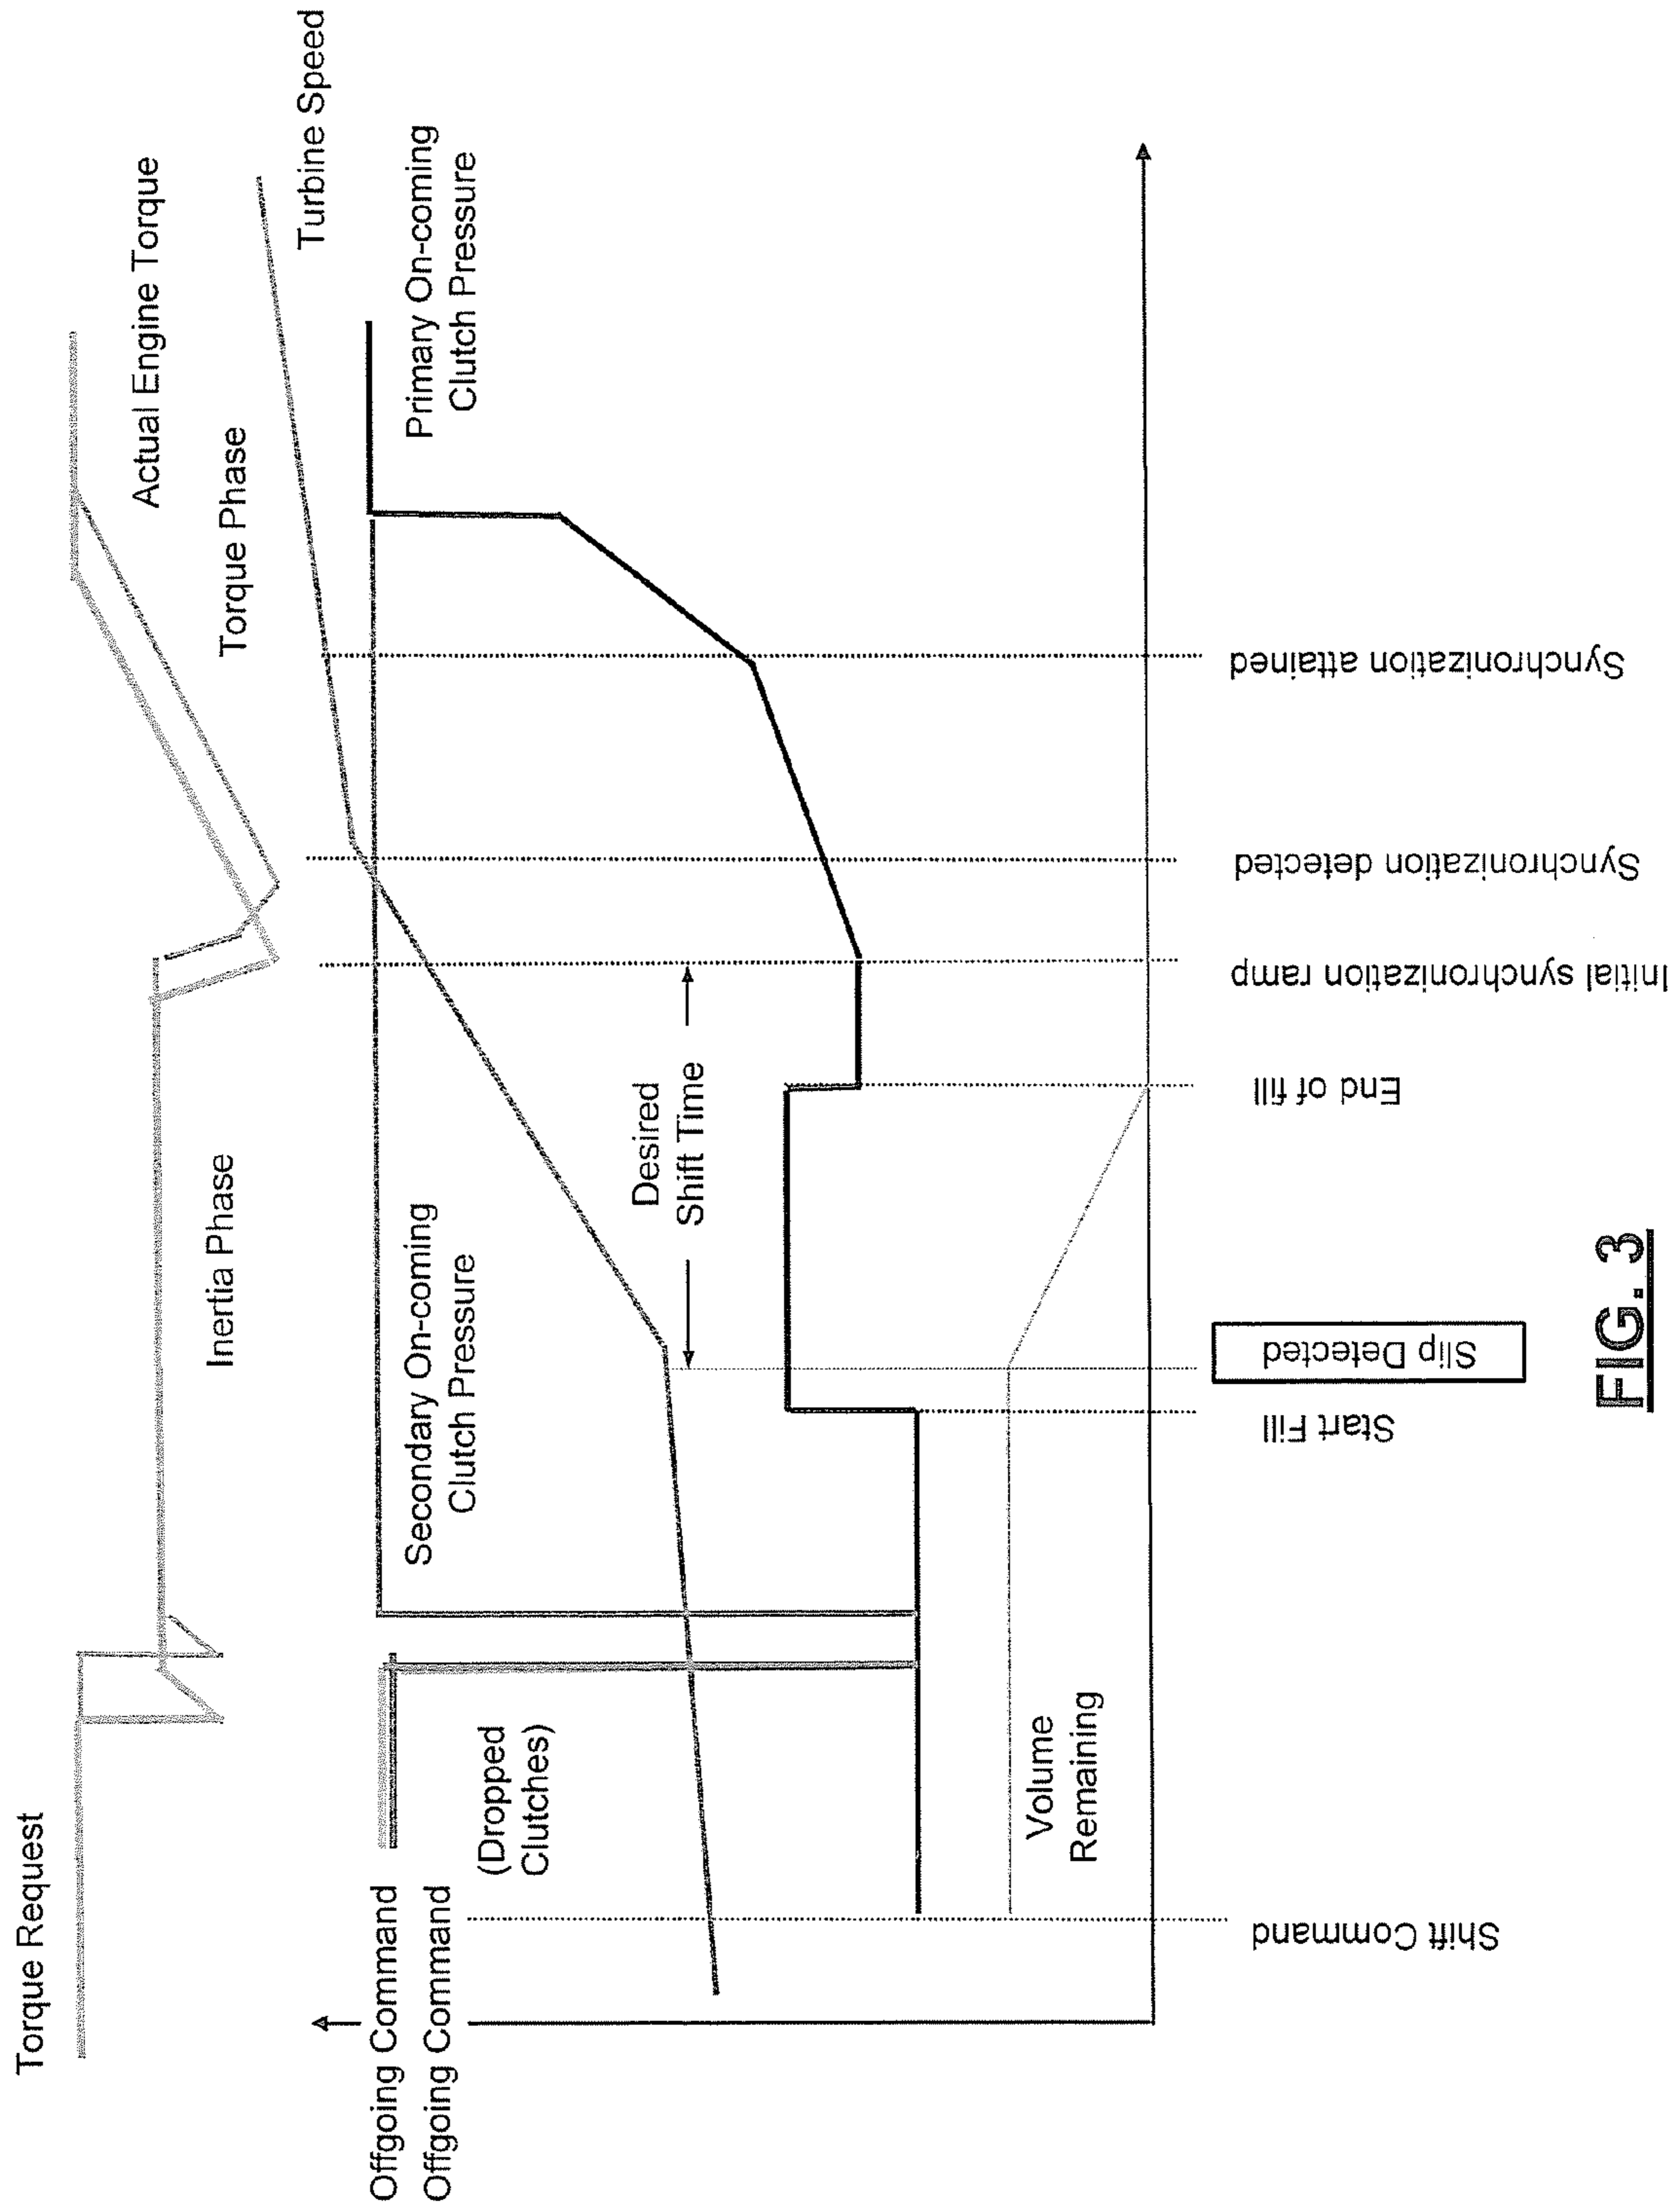 Torque Request
Actual Engine Torque
Torque Phase
Inertia Phase
Turbine Speed
Offgoing Command
Offgoing Command
(Dropped
Clutches)
Secondary On-coming
Clutch Pressure
Primary On-coming
Clutch Pressure
Desired
Shift Time
Volume
Remaining
Shift Command
Start Fill
Slip Detected
End of fill
Initial synchronization ramp
Synchronization detected
Synchronization attained
FIG. 3